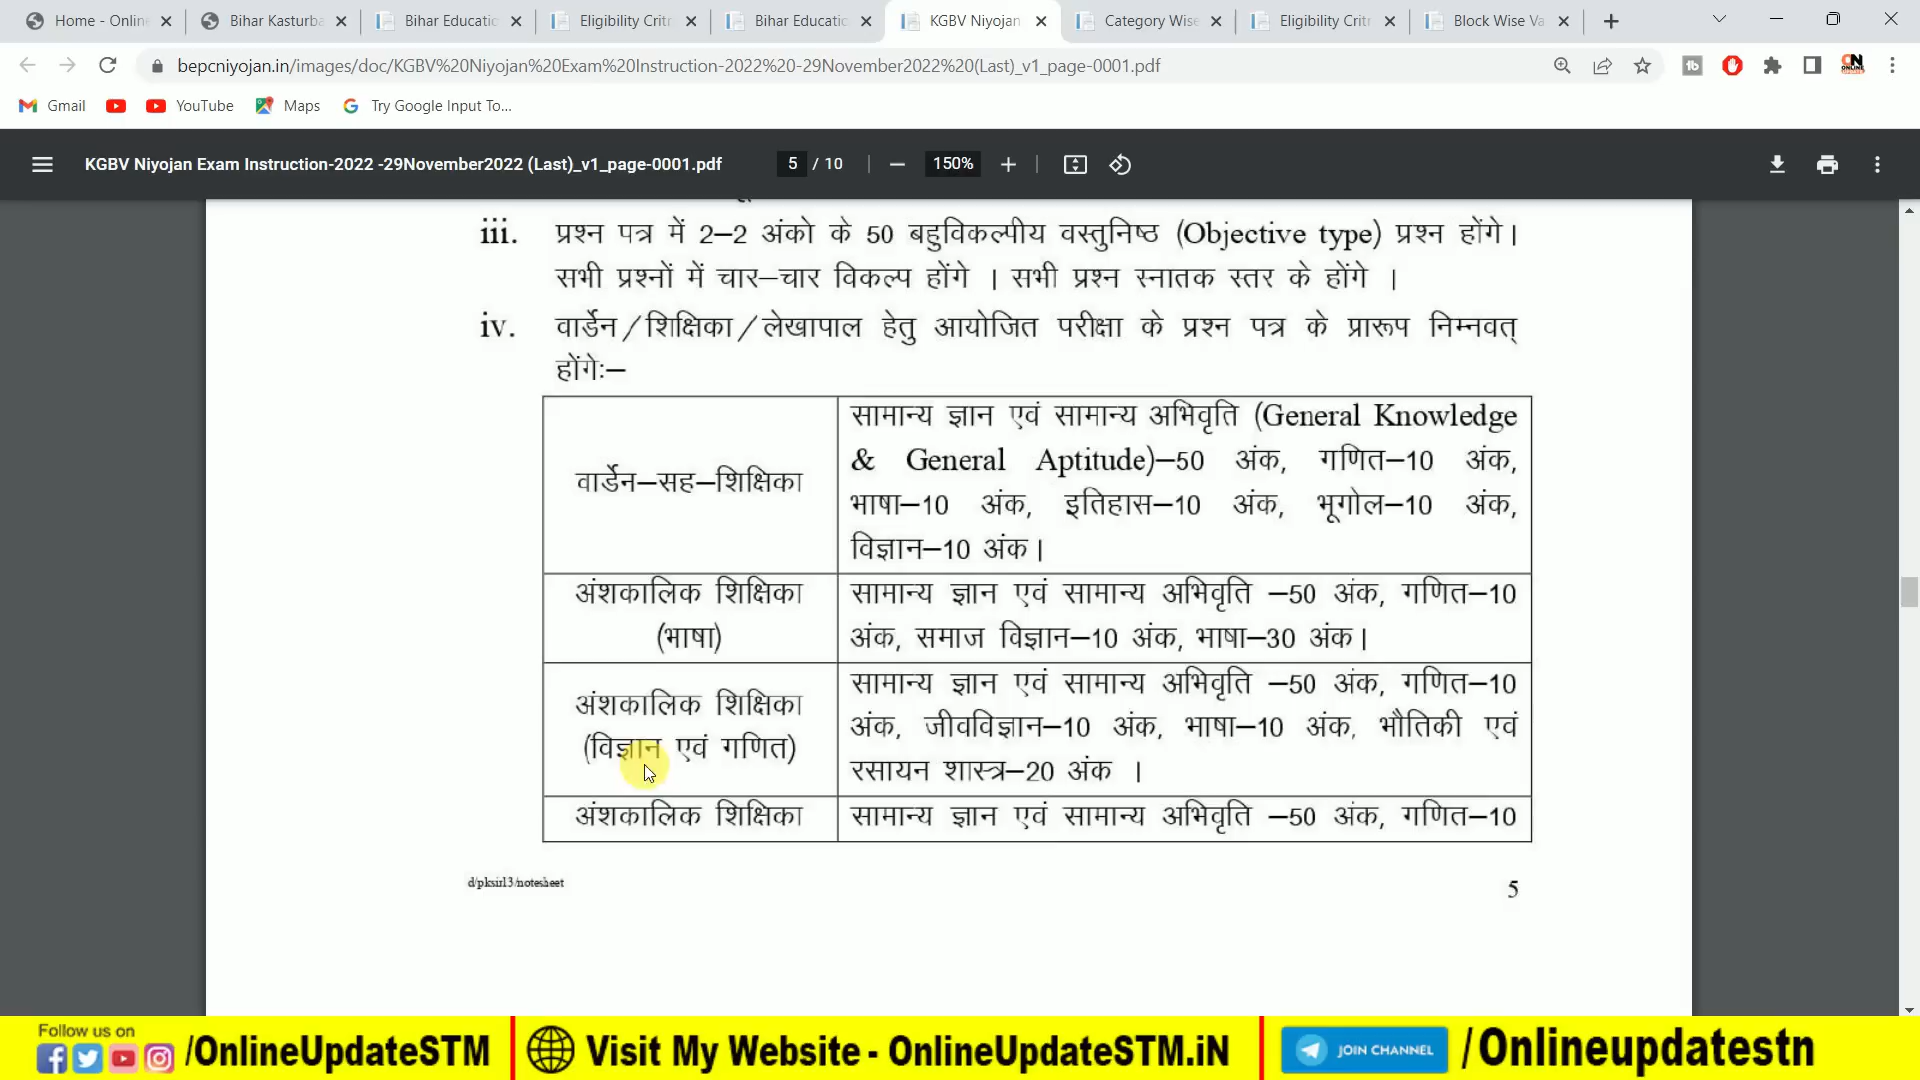 Home - Online
Bihar Kasturba
Bihar Educatio
Eligibility Crit
Bihar Educatio
KGBV Niyojan
Category Wise
Eligibility Crit
Block Wise Va
bepcniyojan.in/images/doc/KGBV%20Niyojan%20Exam%20Instruction-2022%20-29November2022%20(Last)_v1_page-0001.pdf
Gmail
YouTube
Maps
Try Google Input To...
KGBV Niyojan Exam Instruction-2022 -29November2022 (Last)_v1_page-0001.pdf
5 / 10
150%
iii. प्रश्न पत्र में 2–2 अंको के 50 बहुविकल्पीय वस्तुनिष्ठ (Objective type) प्रश्न होंगे।
सभी प्रश्नों में चार–चार विकल्प होंगे । सभी प्रश्न स्नातक स्तर के होंगे ।
iv. वार्डेन/शिक्षिका/लेखापाल हेतु आयोजित परीक्षा के प्रश्न पत्र के प्रारूप निम्नवत्
होंगेः–
वार्डेन–सह–शिक्षिका
सामान्य ज्ञान एवं सामान्य अभिवृति (General Knowledge
& General Aptitude)–50 अंक, गणित–10 अंक,
भाषा–10 अंक, इतिहास–10 अंक, भूगोल–10 अंक,
विज्ञान–10 अंक।
अंशकालिक शिक्षिका
(भाषा)
सामान्य ज्ञान एवं सामान्य अभिवृति –50 अंक, गणित–10
अंक, समाज विज्ञान–10 अंक, भाषा–30 अंक।
अंशकालिक शिक्षिका
(विज्ञान एवं गणित)
सामान्य ज्ञान एवं सामान्य अभिवृति –50 अंक, गणित–10
अंक, जीवविज्ञान–10 अंक, भाषा–10 अंक, भौतिकी एवं
रसायन शास्त्र–20 अंक ।
अंशकालिक शिक्षिका
सामान्य ज्ञान एवं सामान्य अभिवृति –50 अंक, गणित–10
d/pksir13/notesheet
5
Follow us on
/OnlineUpdateSTM
Visit My Website - OnlineUpdateSTM.iN
JOIN CHANNEL
/Onlineupdatestn